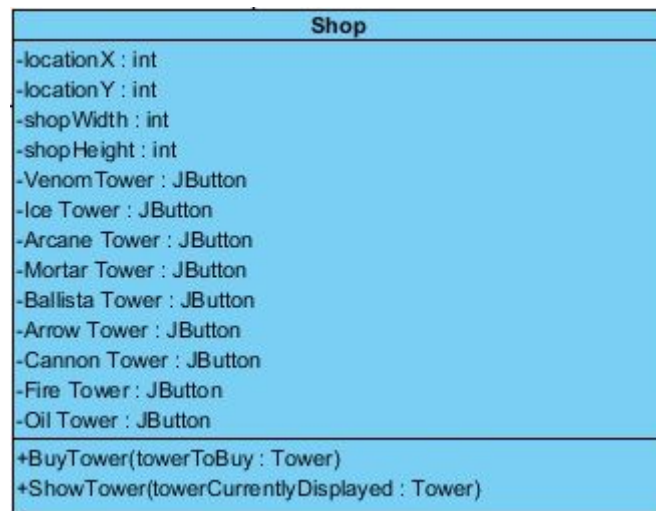 Shop
-locationX : int
-locationY : int
-shopWidth : int
-shopHeight : int
-VenomTower : JButton
-Ice Tower : JButton
-Arcane Tower : JButton
-Mortar Tower : JButton
-Ballista Tower : JButton
-Arrow Tower : JButton
-Cannon Tower : JButton
-Fire Tower : JButton
-Oil Tower : JButton
+BuyTower(towerToBuy : Tower)
+ShowTower(towerCurrentlyDisplayed : Tower)